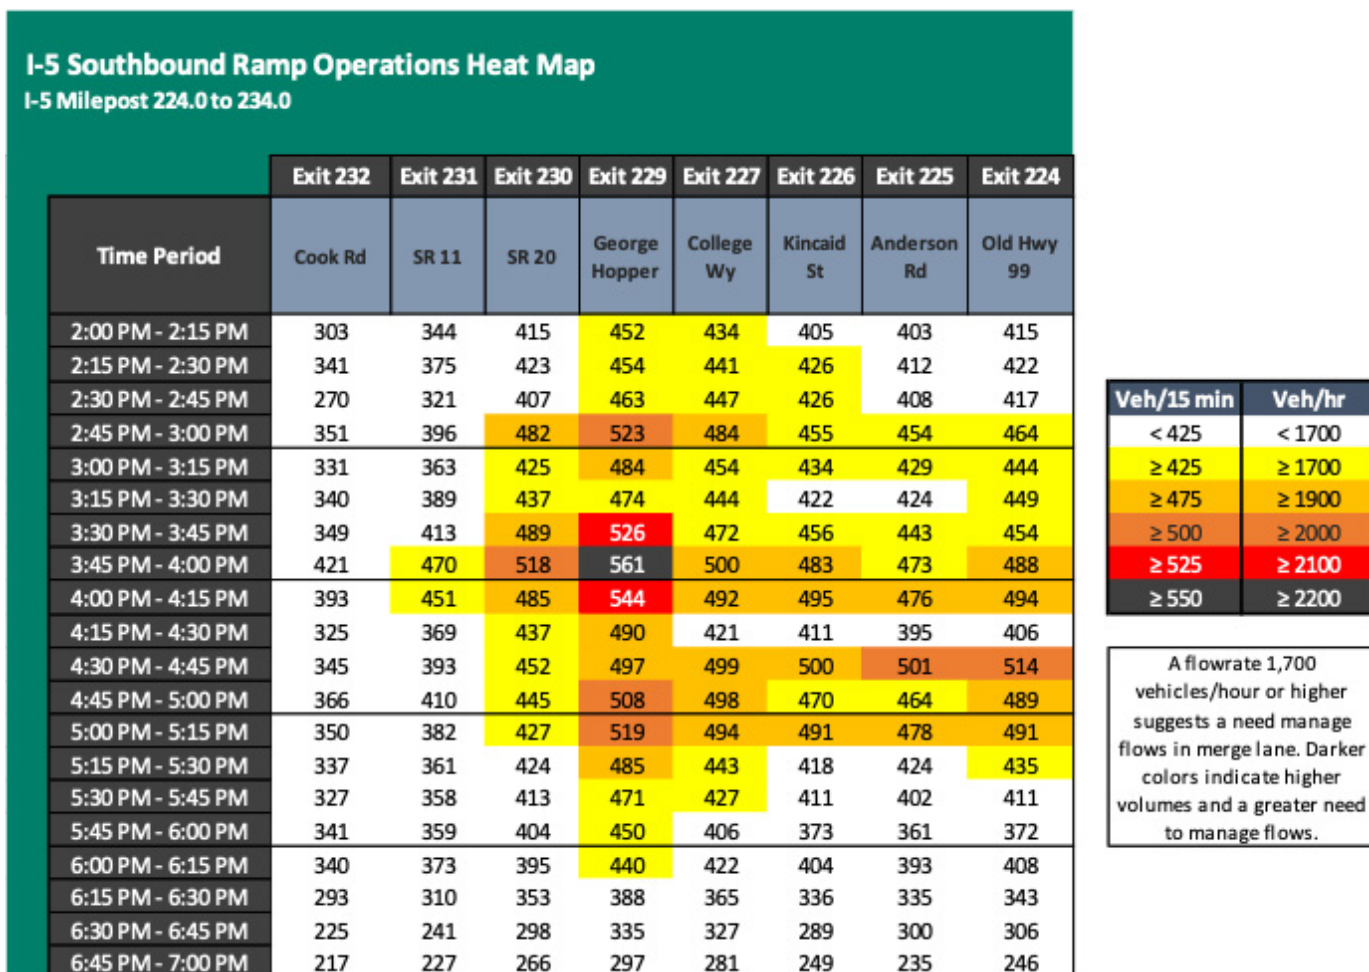 I-5 Southbound Ramp Operations Heat Map
I-5 Milepost 224.0 to 234.0
Exit 232 Exit 231 Exit 230 Exit 229 Exit 227 Exit 226 Exit 225 Exit 224
Time Period Cook Rd SR 11 SR 20 George Hopper College Wy Kincaid St Anderson Rd Old Hwy 99
2:00 PM - 2:15 PM 303 344 415 452 434 405 403 415
2:15 PM - 2:30 PM 341 375 423 454 441 426 412 422
2:30 PM - 2:45 PM 270 321 407 463 447 426 408 417
2:45 PM - 3:00 PM 351 396 482 523 484 455 454 464
3:00 PM - 3:15 PM 331 363 425 484 454 434 429 444
3:15 PM - 3:30 PM 340 389 437 474 444 422 424 449
3:30 PM - 3:45 PM 349 413 489 526 472 456 443 454
3:45 PM - 4:00 PM 421 470 518 561 500 483 473 488
4:00 PM - 4:15 PM 393 451 485 544 492 495 476 494
4:15 PM - 4:30 PM 325 369 437 490 421 411 395 406
4:30 PM - 4:45 PM 345 393 452 497 499 500 501 514
4:45 PM - 5:00 PM 366 410 445 508 498 470 464 489
5:00 PM - 5:15 PM 350 382 427 519 494 491 478 491
5:15 PM - 5:30 PM 337 361 424 485 443 418 424 435
5:30 PM - 5:45 PM 327 358 413 471 427 411 402 411
5:45 PM - 6:00 PM 341 359 404 450 406 373 361 372
6:00 PM - 6:15 PM 340 373 395 440 422 404 393 408
6:15 PM - 6:30 PM 293 310 353 388 365 336 335 343
6:30 PM - 6:45 PM 225 241 298 335 327 289 300 306
6:45 PM - 7:00 PM 217 227 266 297 281 249 235 246
Veh/15 min Veh/hr
< 425 < 1700
≥ 425 ≥ 1700
≥ 475 ≥ 1900
≥ 500 ≥ 2000
≥ 525 ≥ 2100
≥ 550 ≥ 2200
A flowrate 1,700
vehicles/hour or higher
suggests a need manage
flows in merge lane. Darker
colors indicate higher
volumes and a greater need
to manage flows.